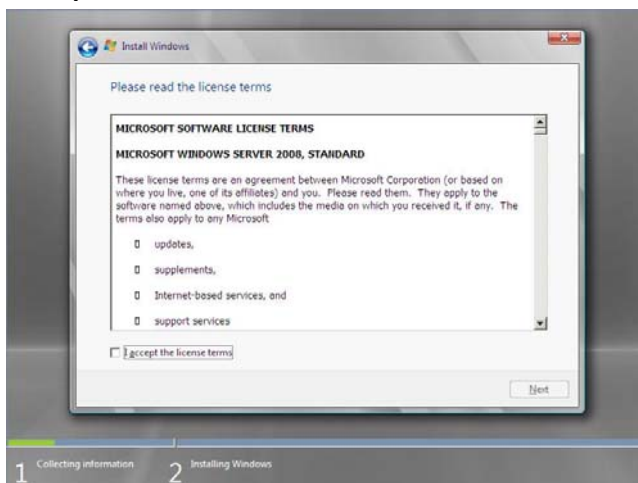 Install Windows
Please read the license terms
MICROSOFT SOFTWARE LICENSE TERMS
MICROSOFT WINDOWS SERVER 2008, STANDARD
These license terms are an agreement between Microsoft Corporation (or based on
where you live, one of its affiliates) and you. Please read them. They apply to the
software named above, which includes the media on which you received it, if any. The
terms also apply to any Microsoft
updates,
supplements,
Internet-based services, and
support services
I accept the license terms
Next
1 Collecting information 2 Installing Windows